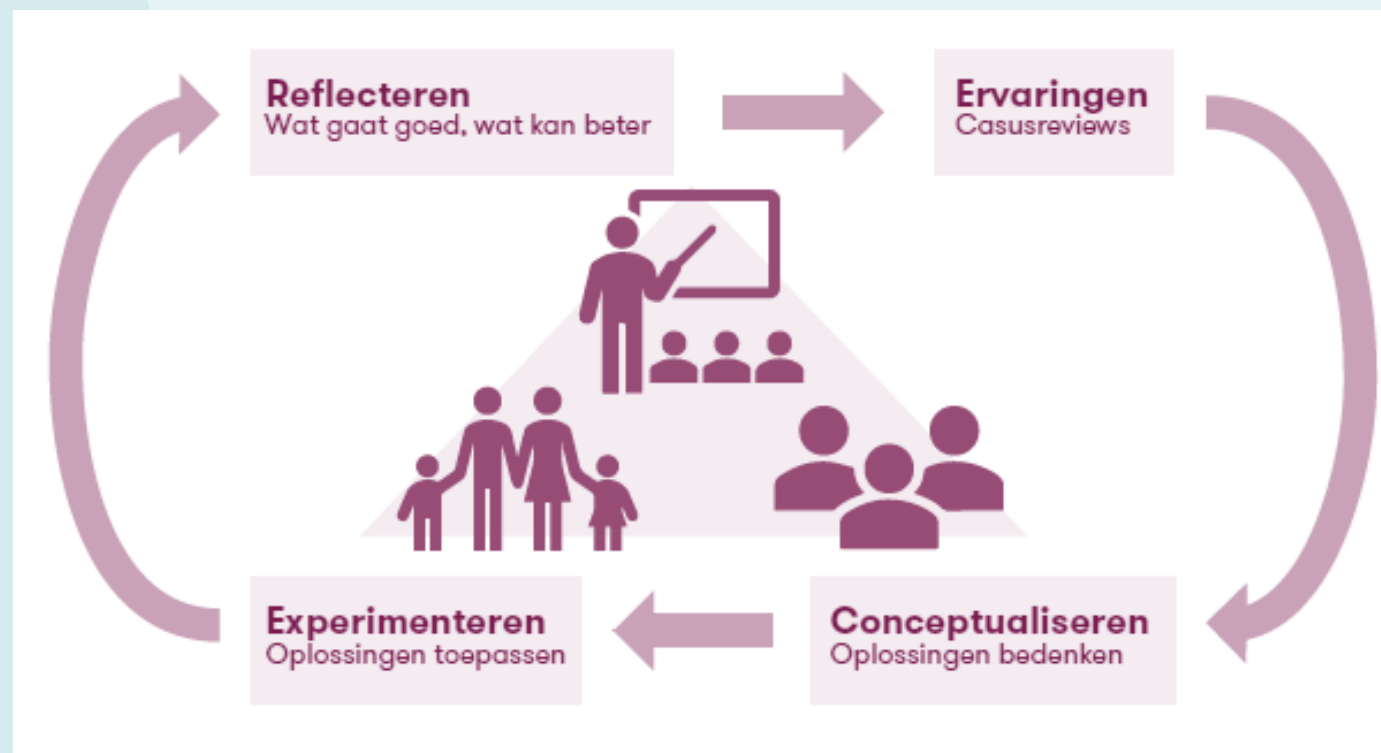 Reflecteren
Wat gaat goed, wat kan beter
Ervaringen
Casusreviews
Experimenteren
Oplossingen toepassen
Conceptualiseren
Oplossingen bedenken